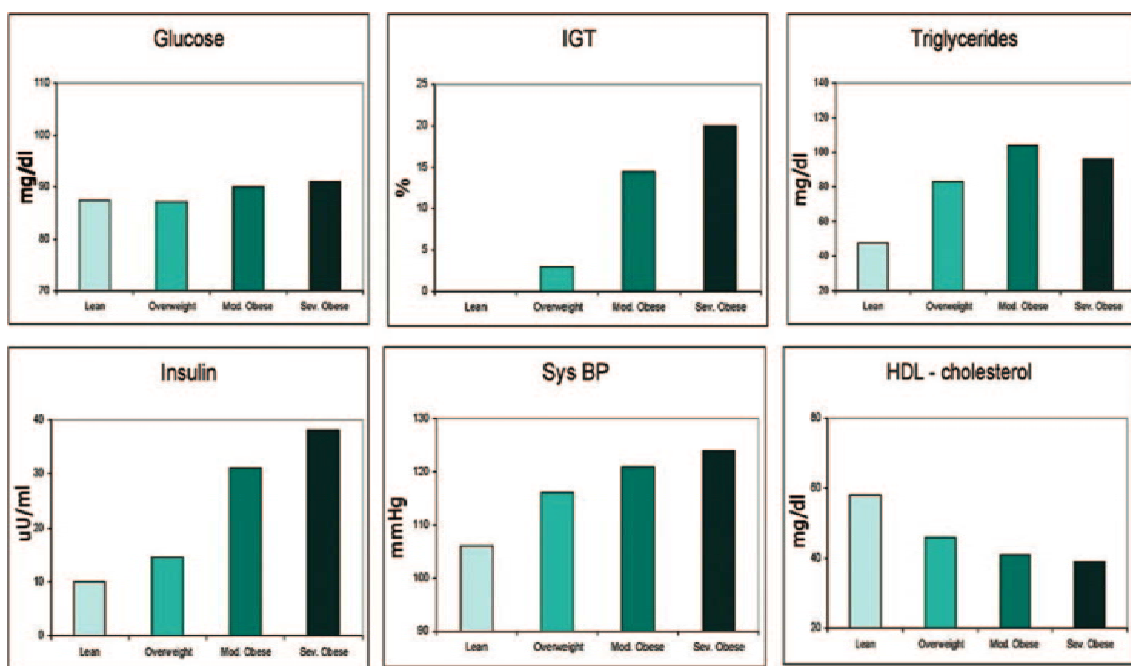 Glucose
110
100
90
80
70
mg/dl
Lean Overweight Mod. Obese Sev. Obese
IGT
25
20
15
10
5
0
%
Lean Overweight Mod. Obese Sev. Obese
Triglycerides
140
120
100
80
60
40
20
mg/dl
Lean Overweight Mod. Obese Sev. Obese
Insulin
40
30
20
10
0
uU/ml
Lean Overweight Mod. Obese Sev. Obese
Sys BP
130
120
110
100
90
mmHg
Lean Overweight Mod. Obese Sev. Obese
HDL - cholesterol
80
60
40
20
mg/dl
Lean Overweight Mod. Obese Sev. Obese